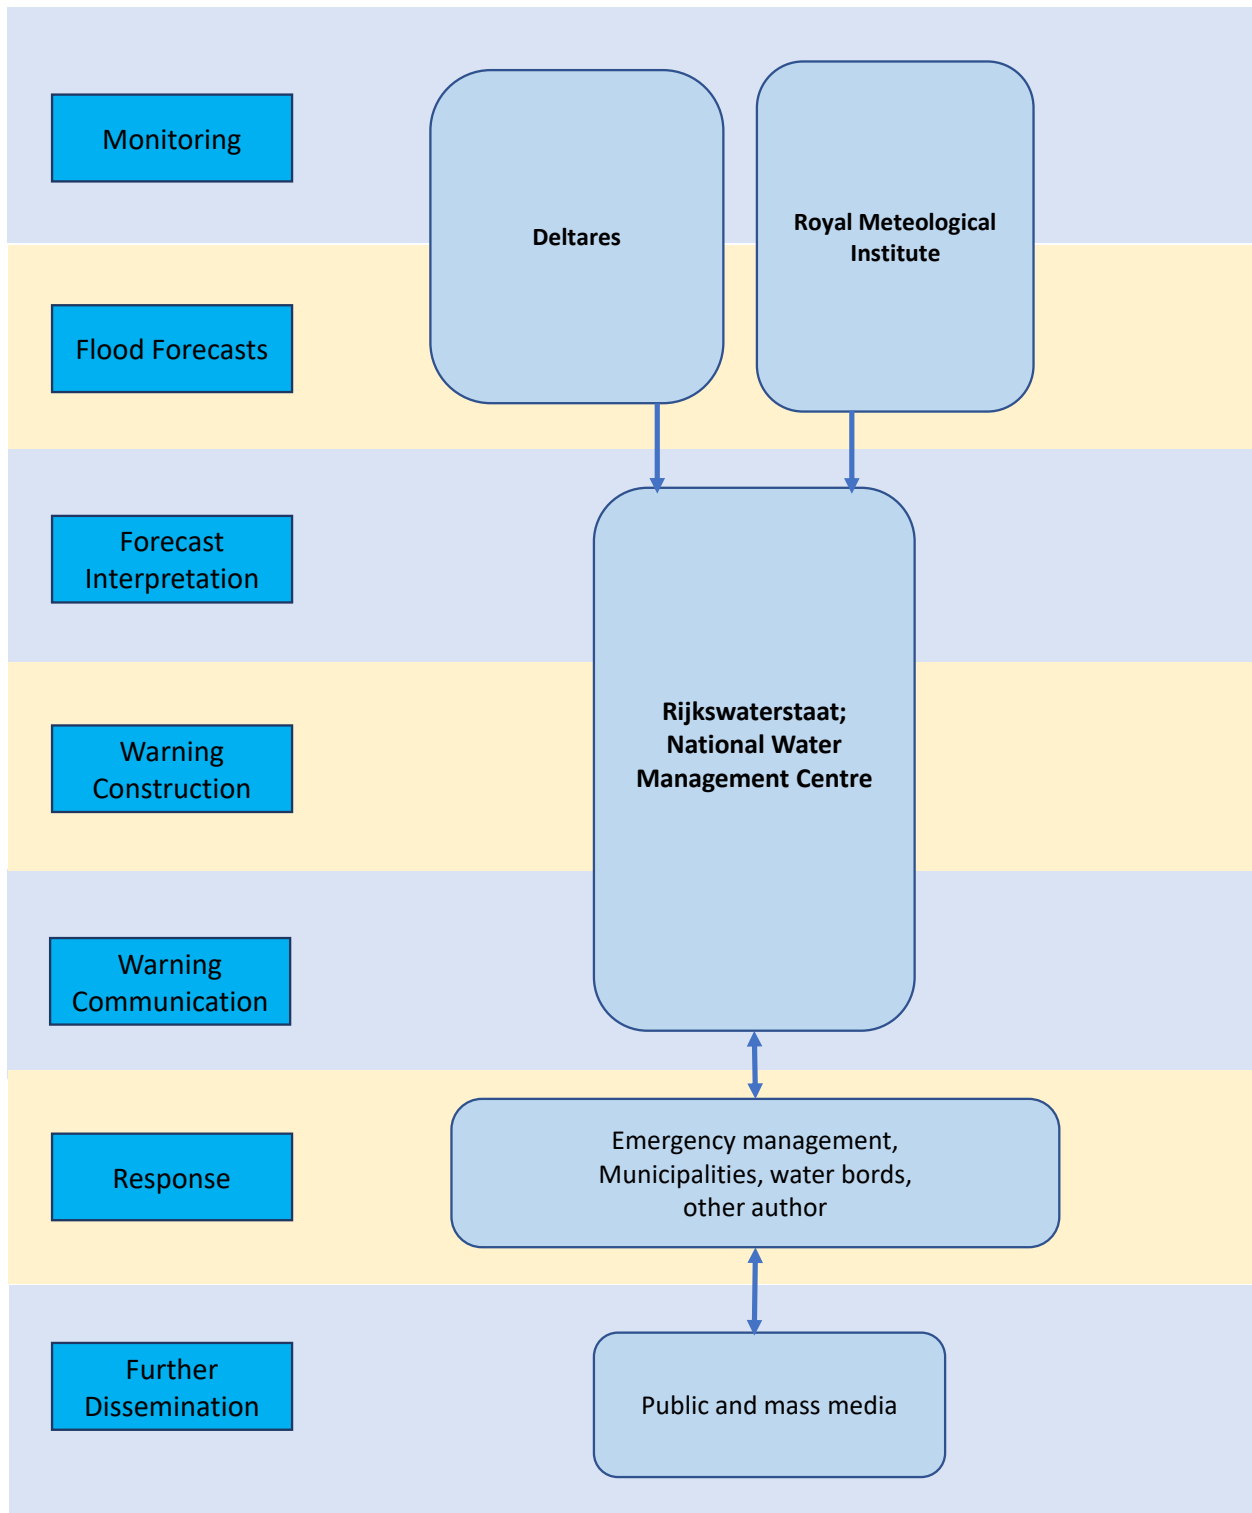 Monitoring
Deltares
Royal Meteological
Institute
Flood Forecasts
Forecast
Interpretation
Rijkswaterstaat;
National Water
Management Centre
Warning
Construction
Warning
Communication
Emergency management,
Municipalities, water bords,
other author
Response
Further
Dissemination
Public and mass media